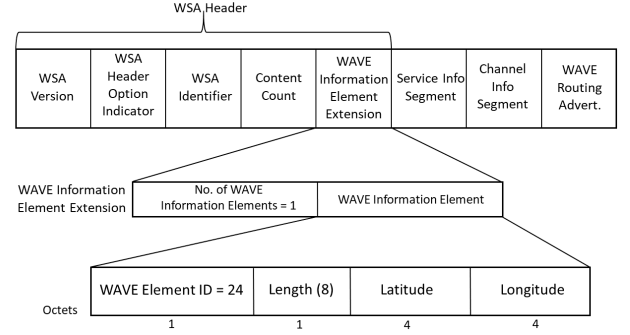 WSA Header
WSA
Version
WSA
Header
Option
Indicator
WSA
Identifier
Content
Count
WAVE
Information
Element
Extension
Service Info
Segment
Channel
Info
Segment
WAVE
Routing
Advert.
WAVE Information
Element Extension
No. of WAVE
Information Elements = 1
WAVE Information Element
WAVE Element ID = 24
Length (8)
Latitude
Longitude
Octets
1
1
4
4